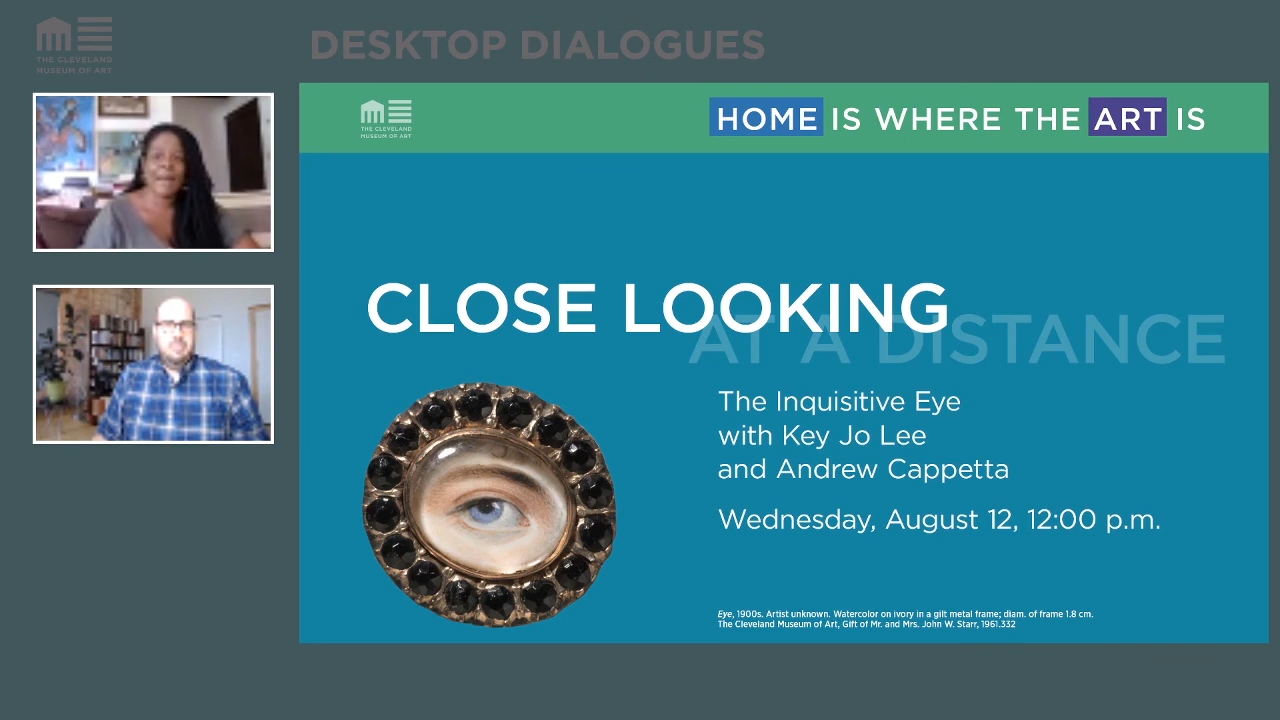 THE CLEVELAND
MUSEUM OF ART
DESKTOP DIALOGUES
THE CLEVELAND
MUSEUM OF ART
HOME IS WHERE THE ART IS
CLOSE LOOKING
AT A DISTANCE
The Inquisitive Eye
with Key Jo Lee
and Andrew Cappetta
Wednesday, August 12, 12:00 p.m.
Eye, 1900s. Artist unknown. Watercolor on ivory in a gilt metal frame; diam. of frame 1.8 cm.
The Cleveland Museum of Art, Gift of Mr. and Mrs. John W. Starr, 1961.332